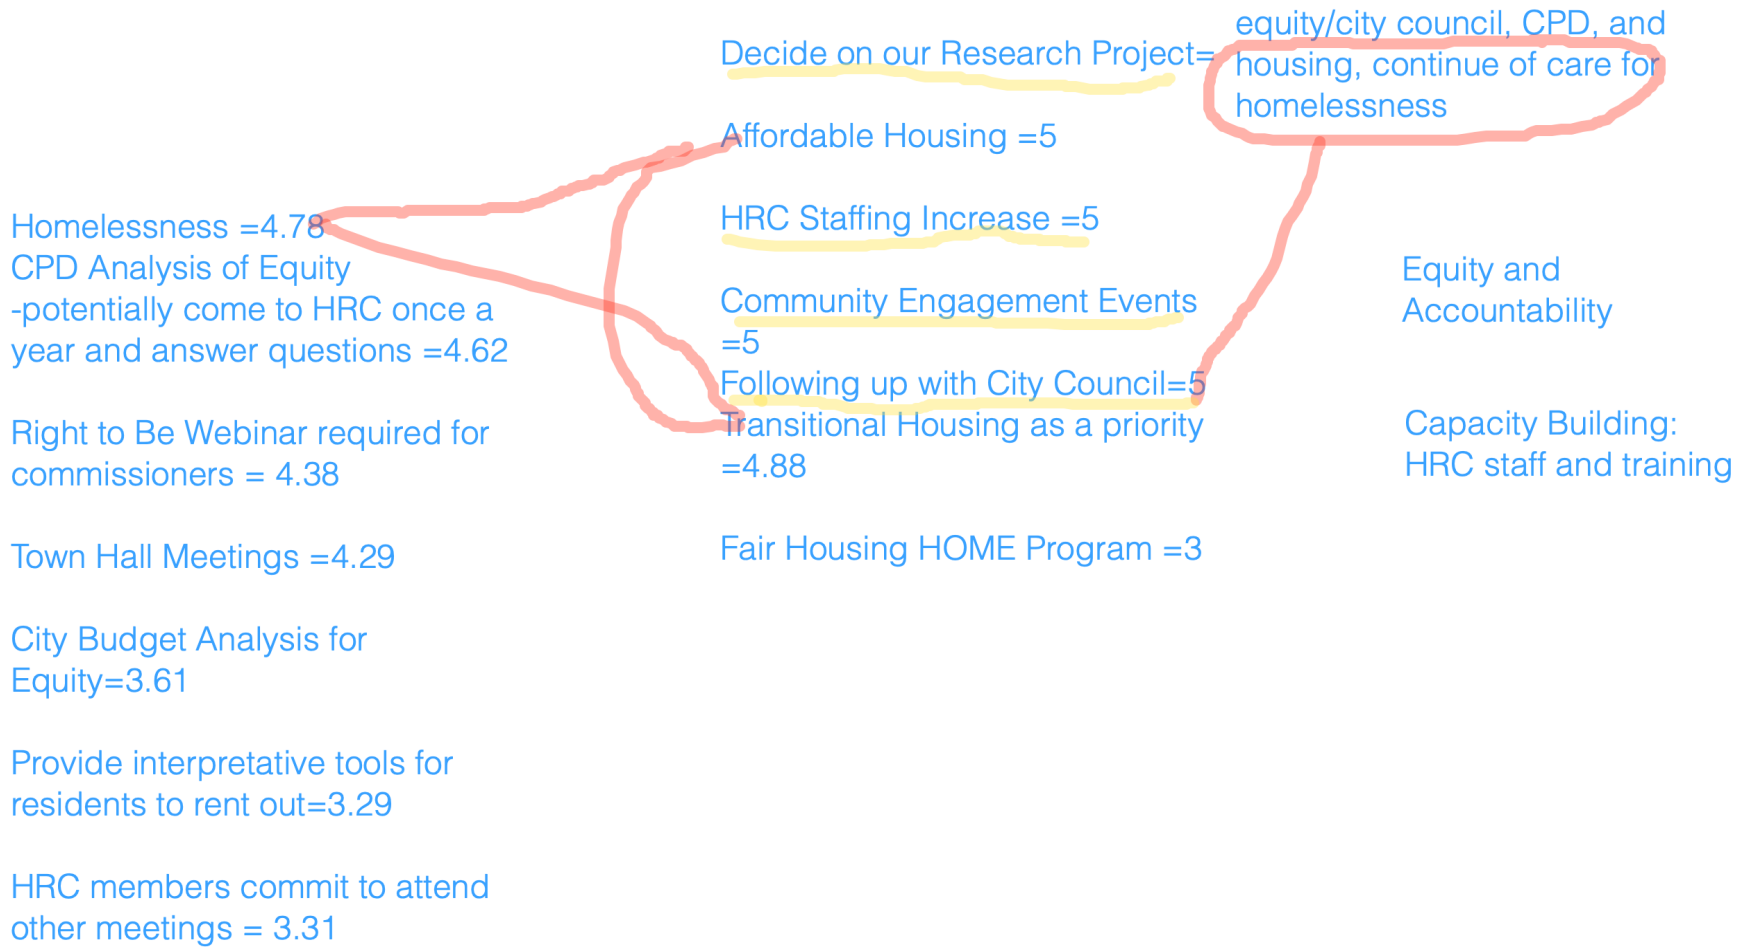 Homelessness =4.78
CPD Analysis of Equity
-potentially come to HRC once a
year and answer questions =4.62
Right to Be Webinar required for
commissioners = 4.38
Town Hall Meetings =4.29
City Budget Analysis for
Equity=3.61
Provide interpretative tools for
residents to rent out=3.29
HRC members commit to attend
other meetings = 3.31
Decide on our Research Project=
Affordable Housing =5
HRC Staffing Increase =5
Community Engagement Events
=5
Following up with City Council=5
Transitional Housing as a priority
=4.88
Fair Housing HOME Program =3
equity/city council, CPD, and
housing, continue of care for
homelessness
Equity and
Accountability
Capacity Building:
HRC staff and training